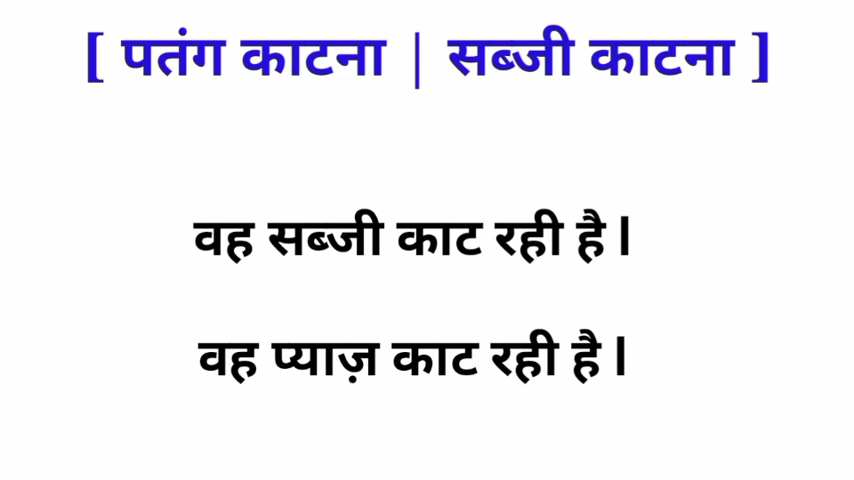 [ पतंग काटना | सब्जी काटना ]
वह सब्जी काट रही है l
वह प्याज़ काट रही है l